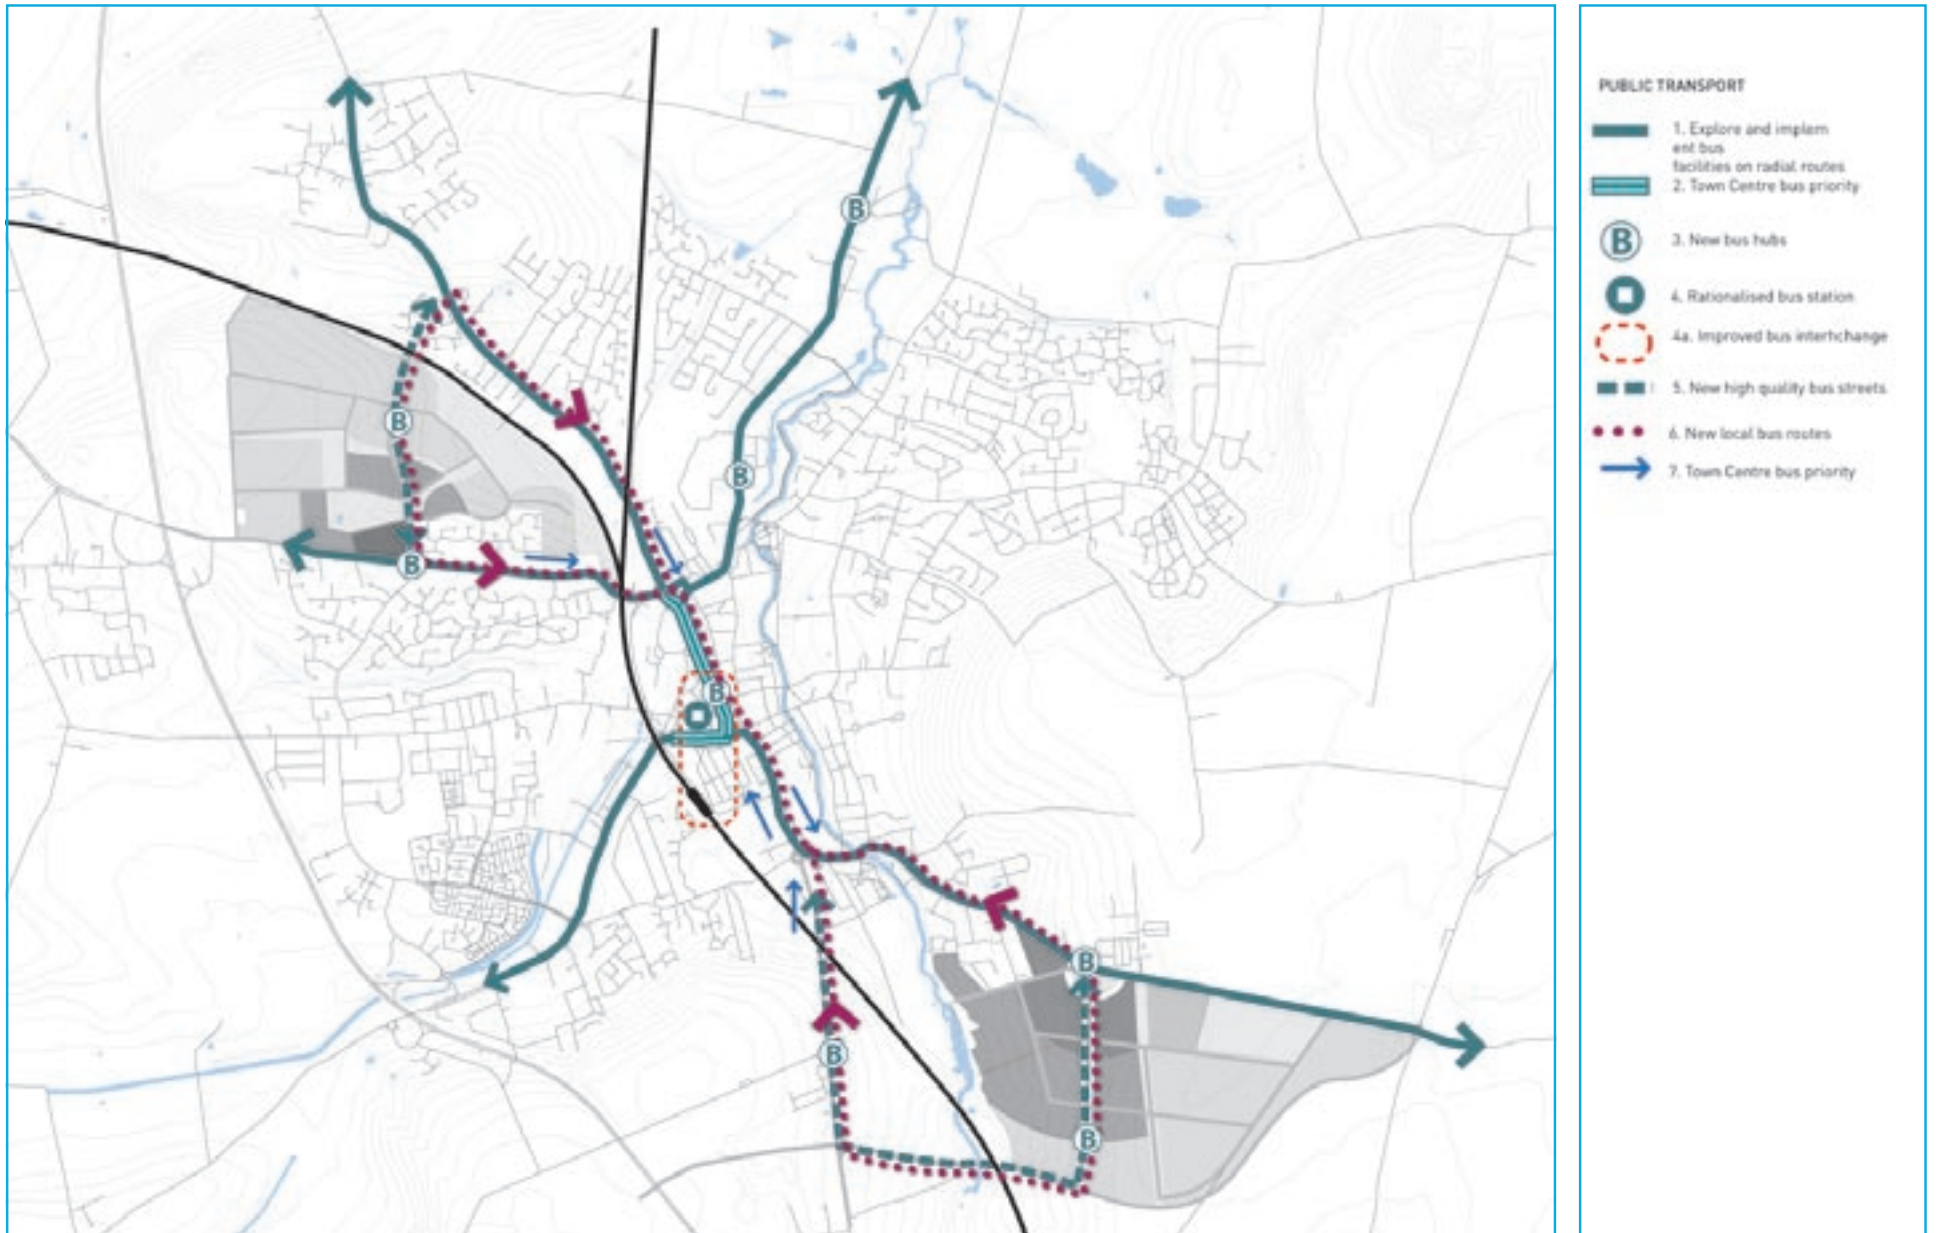 PUBLIC TRANSPORT
1. Explore and implem
ent bus
facilities on radial routes
2. Town Centre bus priority
B
3. New bus hubs
4. Rationalised bus station
4a. Improved bus interhchange
5. New high quality bus streets
6. New local bus routes
7. Town Centre bus priority
B
B
B
B
B
B
B
B
B